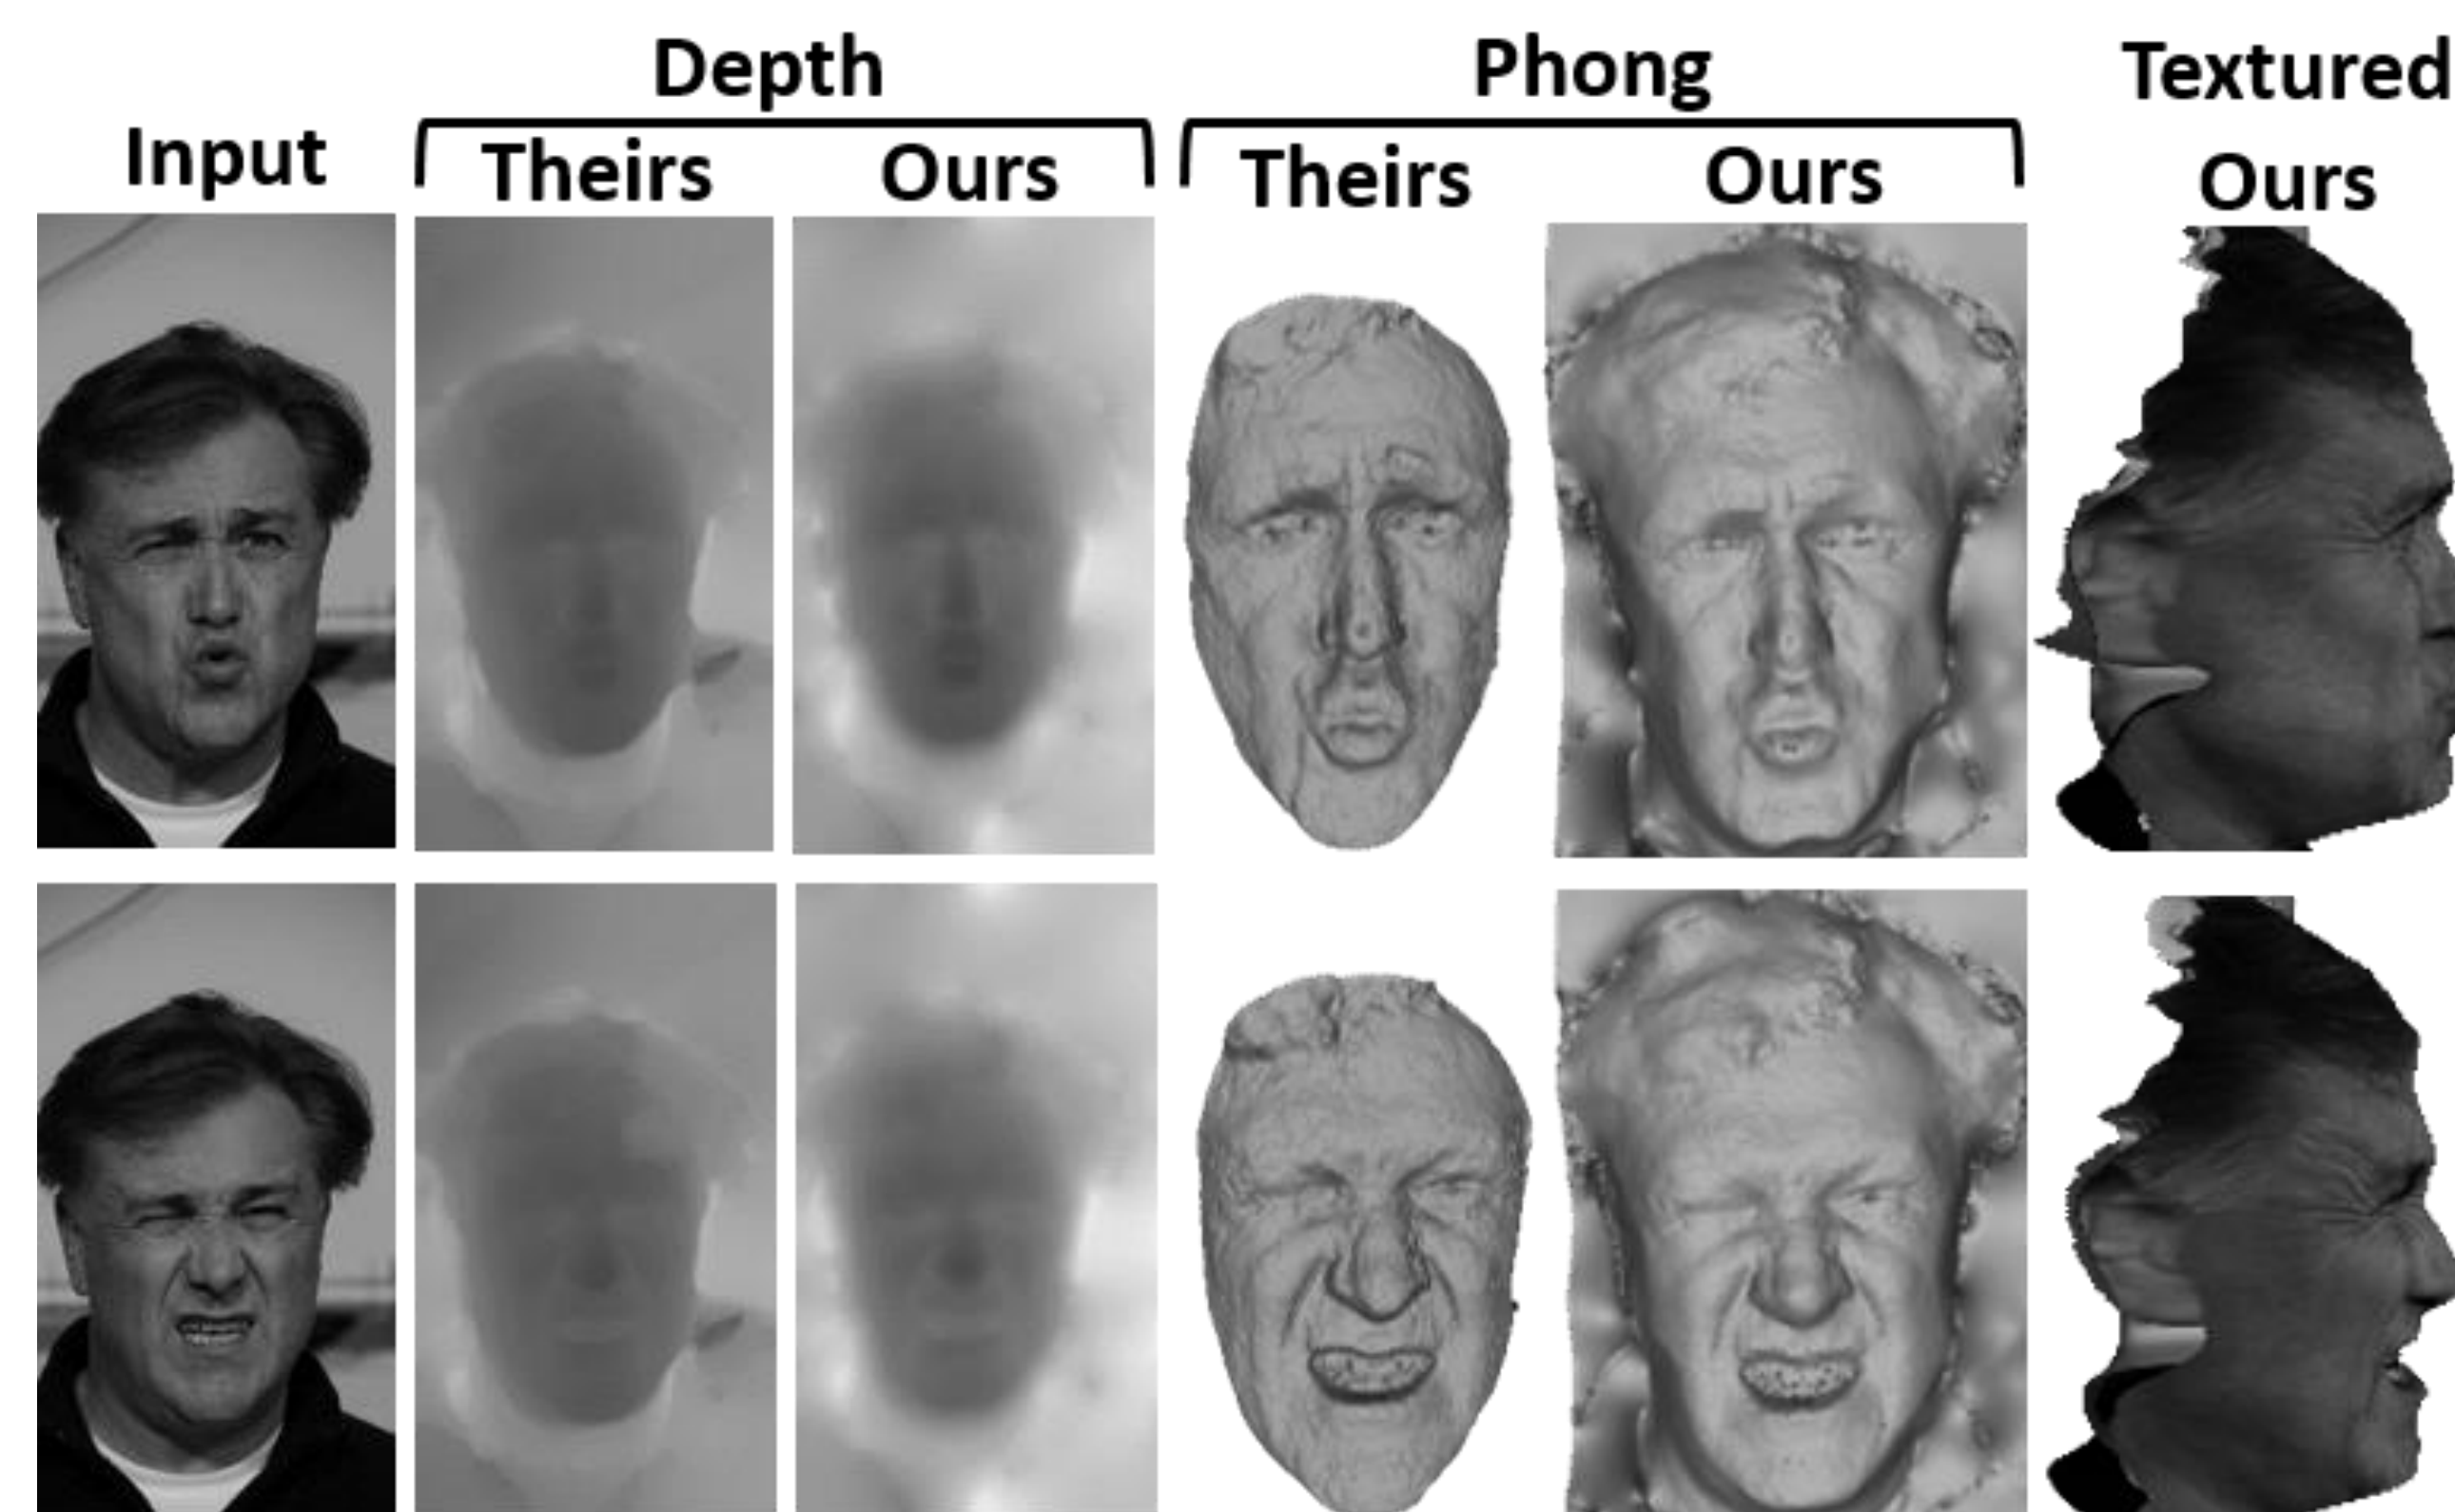 Depth
Phong
Textured
Input
Theirs
Ours
Theirs
Ours
Ours